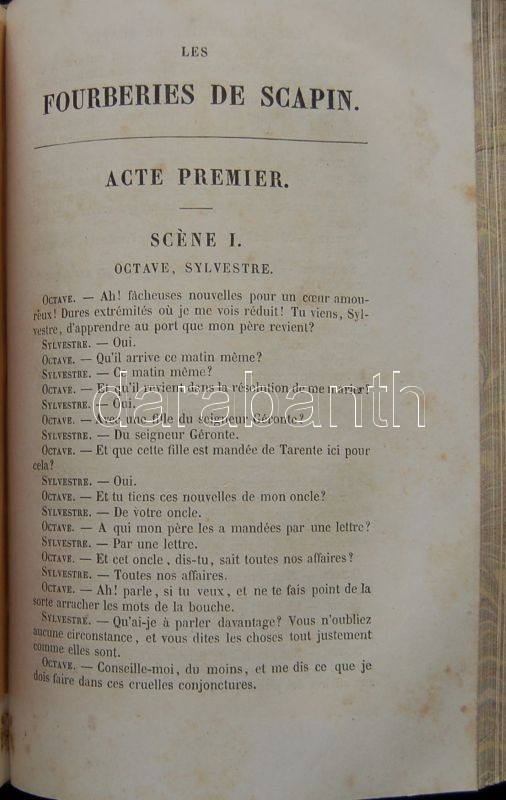 LES
FOURBERIES DE SCAPIN.
ACTE PREMIER.
SCÈNE I.
OCTAVE, SYLVESTRE.
OCTAVE. — Ah! fâcheuses nouvelles pour un cœur amou-
reux! Dures extrémités où je me vois réduit! Tu viens, Syl-
vestre, d'apprendre au port que mon père revient?
SYLVESTRE. — Oui.
OCTAVE. — Qu'il arrive ce matin même?
SYLVESTRE. — Ce matin même?
OCTAVE. — Et qu'il revient dans la résolution de me marier?
SYLVESTRE. — Oui.
OCTAVE. — Avec une fille du seigneur Géronte?
SYLVESTRE. — Du seigneur Géronte.
OCTAVE. — Et que cette fille est mandée de Tarente ici pour
cela?
SYLVESTRE. — Oui.
OCTAVE. — Et tu tiens ces nouvelles de mon oncle?
SYLVESTRE. — De votre oncle.
OCTAVE. — A qui mon père les a mandées par une lettre?
SYLVESTRE. — Par une lettre.
OCTAVE. — Et cet oncle, dis-tu, sait toutes nos affaires?
SYLVESTRE. — Toutes nos affaires.
OCTAVE. — Ah! parle, si tu veux, et ne te fais point de la
sorte arracher les mots de la bouche.
SYLVESTRE. — Qu'ai-je à parler davantage? Vous n'oubliez
aucune circonstance, et vous dites les choses tout justement
comme elles sont.
OCTAVE. — Conseille-moi, du moins, et me dis ce que je
dois faire dans ces cruelles conjonctures.
darabanth